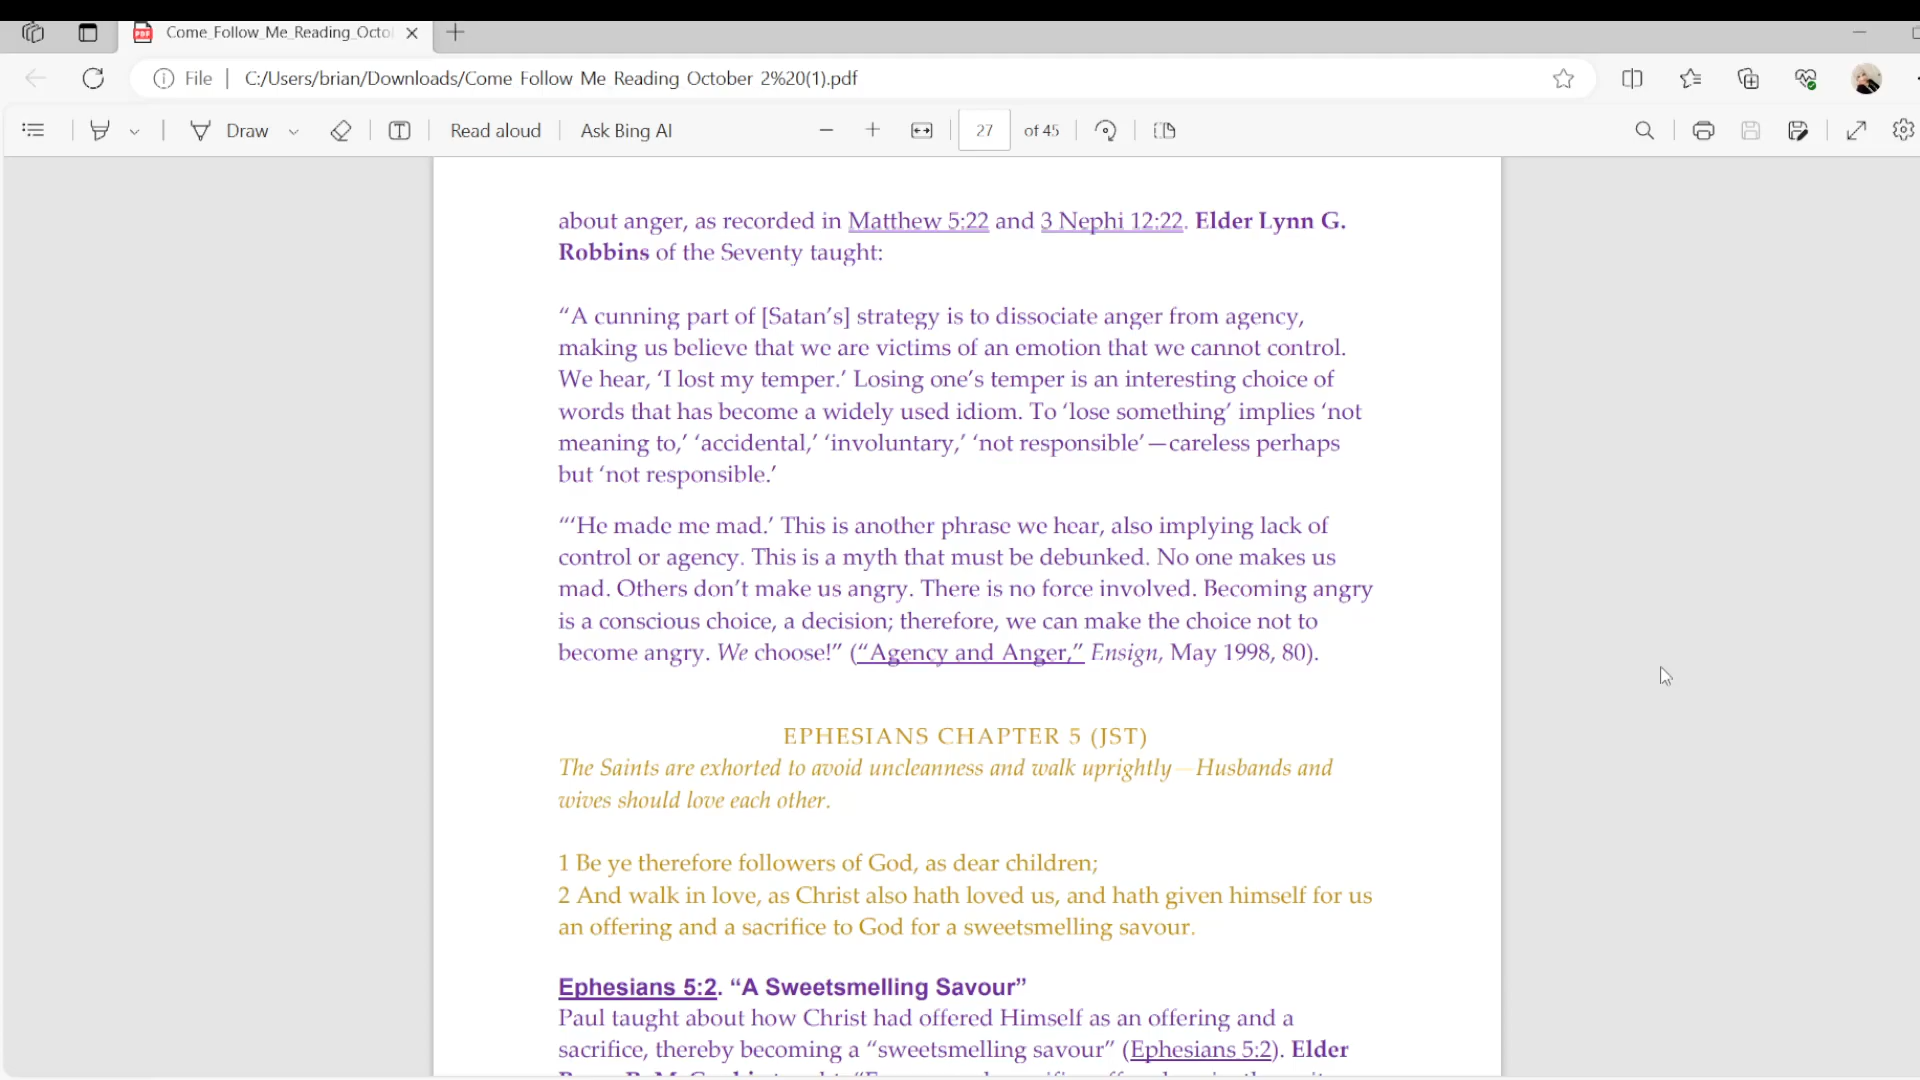 Come_Follow_Me_Reading_Octo
File
C:/Users/brian/Downloads/Come Follow Me Reading October 2%20(1).pdf
Draw
Read aloud
Ask Bing AI
27 of 45
about anger, as recorded in Matthew 5:22 and 3 Nephi 12:22. Elder Lynn G.
Robbins of the Seventy taught:
“A cunning part of [Satan’s] strategy is to dissociate anger from agency,
making us believe that we are victims of an emotion that we cannot control.
We hear, ‘I lost my temper.’ Losing one’s temper is an interesting choice of
words that has become a widely used idiom. To ‘lose something’ implies ‘not
meaning to,’ ‘accidental,’ ‘involuntary,’ ‘not responsible’—careless perhaps
but ‘not responsible.’
“‘He made me mad.’ This is another phrase we hear, also implying lack of
control or agency. This is a myth that must be debunked. No one makes us
mad. Others don’t make us angry. There is no force involved. Becoming angry
is a conscious choice, a decision; therefore, we can make the choice not to
become angry. We choose!” (“Agency and Anger,” Ensign, May 1998, 80).
EPHESIANS CHAPTER 5 (JST)
The Saints are exhorted to avoid uncleanness and walk uprightly—Husbands and
wives should love each other.
1 Be ye therefore followers of God, as dear children;
2 And walk in love, as Christ also hath loved us, and hath given himself for us
an offering and a sacrifice to God for a sweetsmelling savour.
Ephesians 5:2. “A Sweetsmelling Savour”
Paul taught about how Christ had offered Himself as an offering and a
sacrifice, thereby becoming a “sweetsmelling savour” (Ephesians 5:2). Elder